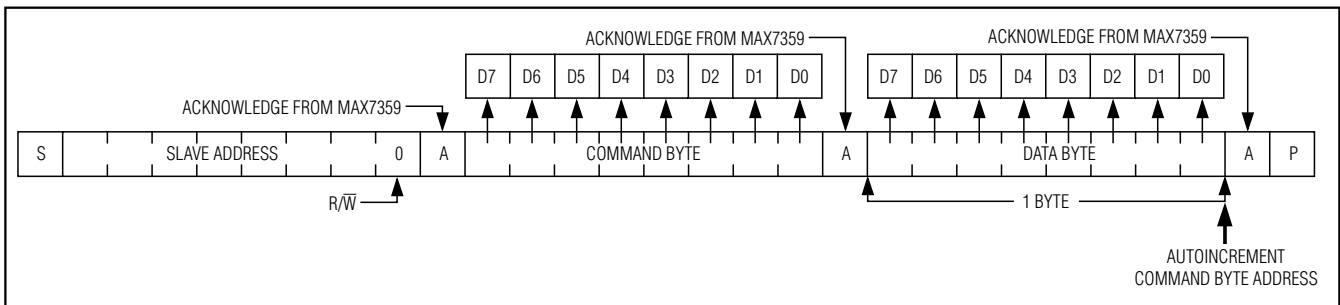 ACKNOWLEDGE FROM MAX7359
ACKNOWLEDGE FROM MAX7359
D7 D6 D5 D4 D3 D2 D1 D0
D7 D6 D5 D4 D3 D2 D1 D0
ACKNOWLEDGE FROM MAX7359
S SLAVE ADDRESS 0 A COMMAND BYTE A DATA BYTE A P
R/W̅
1 BYTE
AUTOINCREMENT
COMMAND BYTE ADDRESS